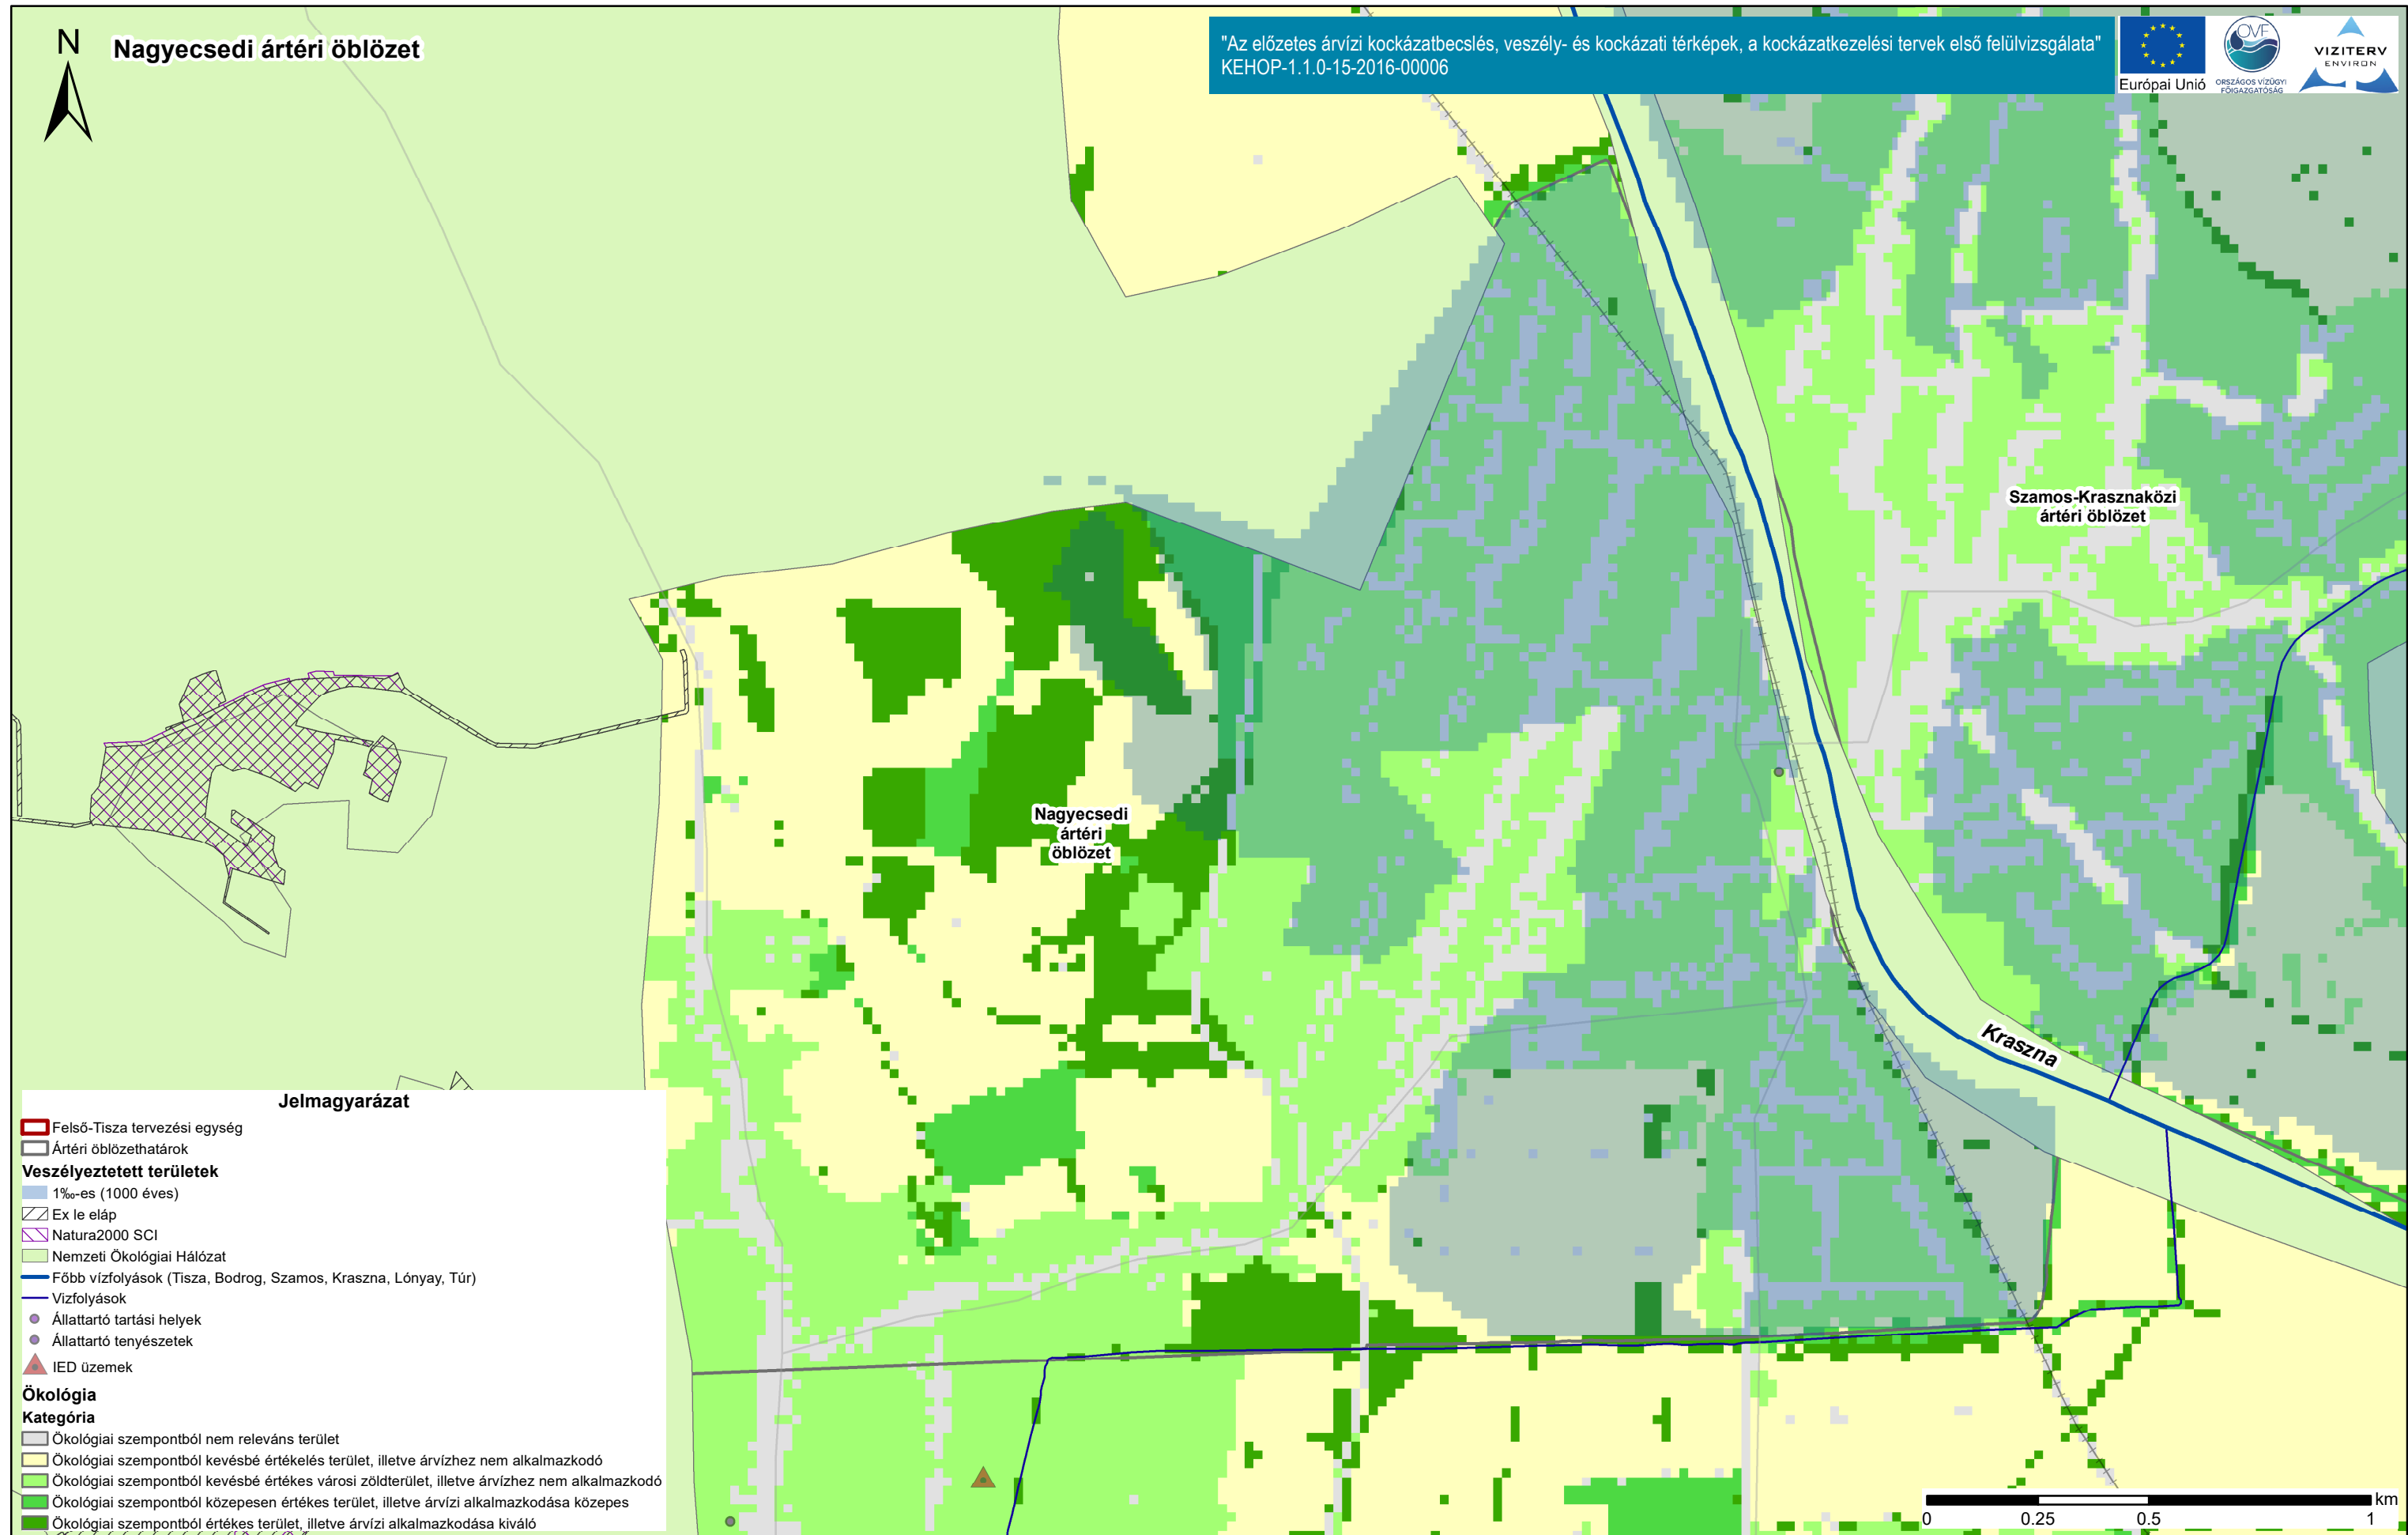 N
Nagyecsedi ártéri öblözet
"Az előzetes árvízi kockázatbecslés, veszély- és kockázati térképek, a kockázatkezelési tervek első felülvizsgálata"
KEHOP-1.1.0-15-2016-00006
Európai Unió
OVF
ORSZÁGOS VÍZÜGYI
FŐIGAZGATÓSÁG
VIZITERV
ENVIRON
Szamos-Krasznaközi
ártéri öblözet
Nagyecsedi
ártéri
öblözet
Kraszna
Jelmagyarázat
Felső-Tisza tervezési egység
Ártéri öblözethatárok
Veszélyeztetett területek
1‰-es (1000 éves)
Ex le eláp
Natura2000 SCI
Nemzeti Ökológiai Hálózat
Főbb vízfolyások (Tisza, Bodrog, Szamos, Kraszna, Lónyay, Túr)
Vizfolyások
Állattartó tartási helyek
Állattartó tenyészetek
IED üzemek
Ökológia
Kategória
Ökológiai szempontból nem releváns terület
Ökológiai szempontból kevésbé értékelés terület, illetve árvízhez nem alkalmazkodó
Ökológiai szempontból kevésbé értékes városi zöldterület, illetve árvízhez nem alkalmazkodó
Ökológiai szempontból közepesen értékes terület, illetve árvízi alkalmazkodása közepes
Ökológiai szempontból értékes terület, illetve árvízi alkalmazkodása kiváló
km
0 0.25 0.5 1